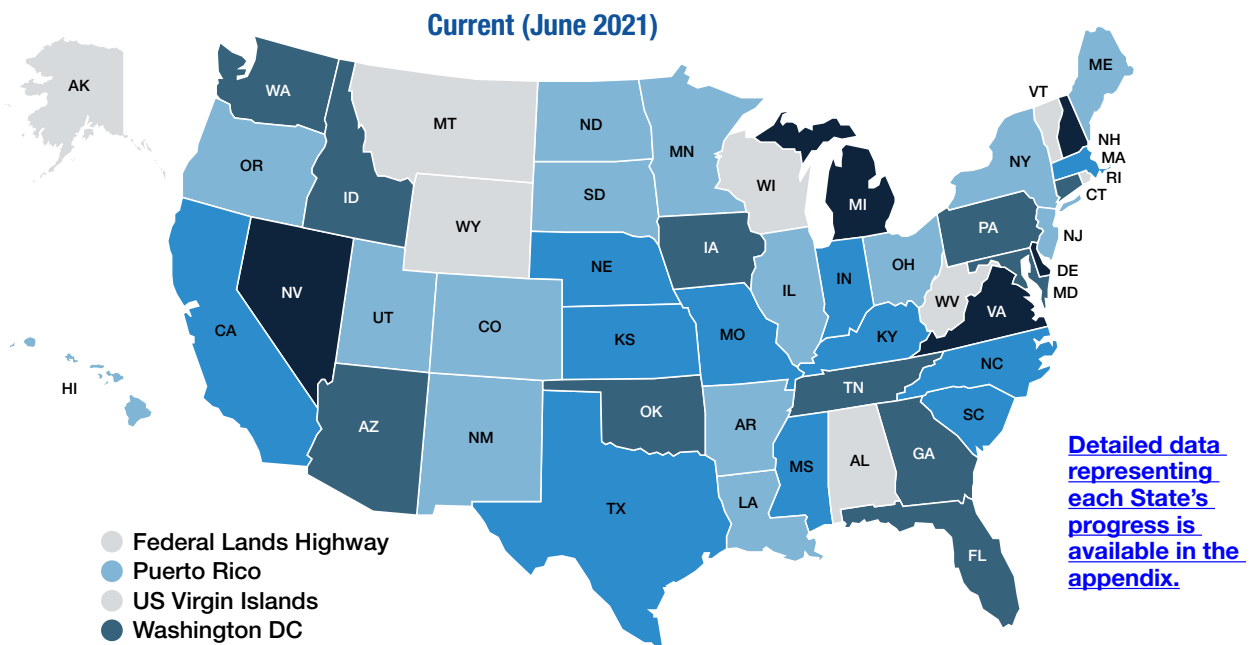 Current (June 2021)
ME
VT
AK
WA
MT
ND
MN
NH
OR
NY
MA
ID
WI
RI
SD
MI
CT
WY
PA
IA
NJ
NE
OH
IN
DE
NV
IL
MD
WV
UT
CO
VA
CA
KS
MO
KY
NC
HI
TN
OK
SC
AZ
AR
NM
GA
MS
AL
LA
TX
FL
Detailed data
representing
each State’s
progress is
available in the
appendix.
Federal Lands Highway
Puerto Rico
US Virgin Islands
Washington DC